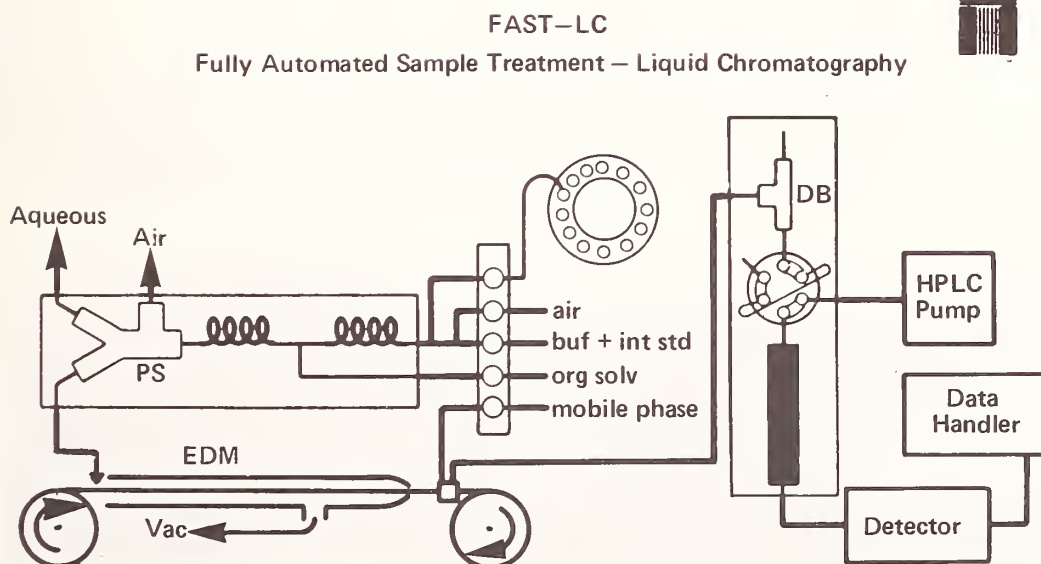 FAST–LC
Fully Automated Sample Treatment – Liquid Chromatography
Aqueous
Air
PS
air
buf + int std
org solv
mobile phase
EDM
Vac
DB
HPLC
Pump
Data
Handler
Detector